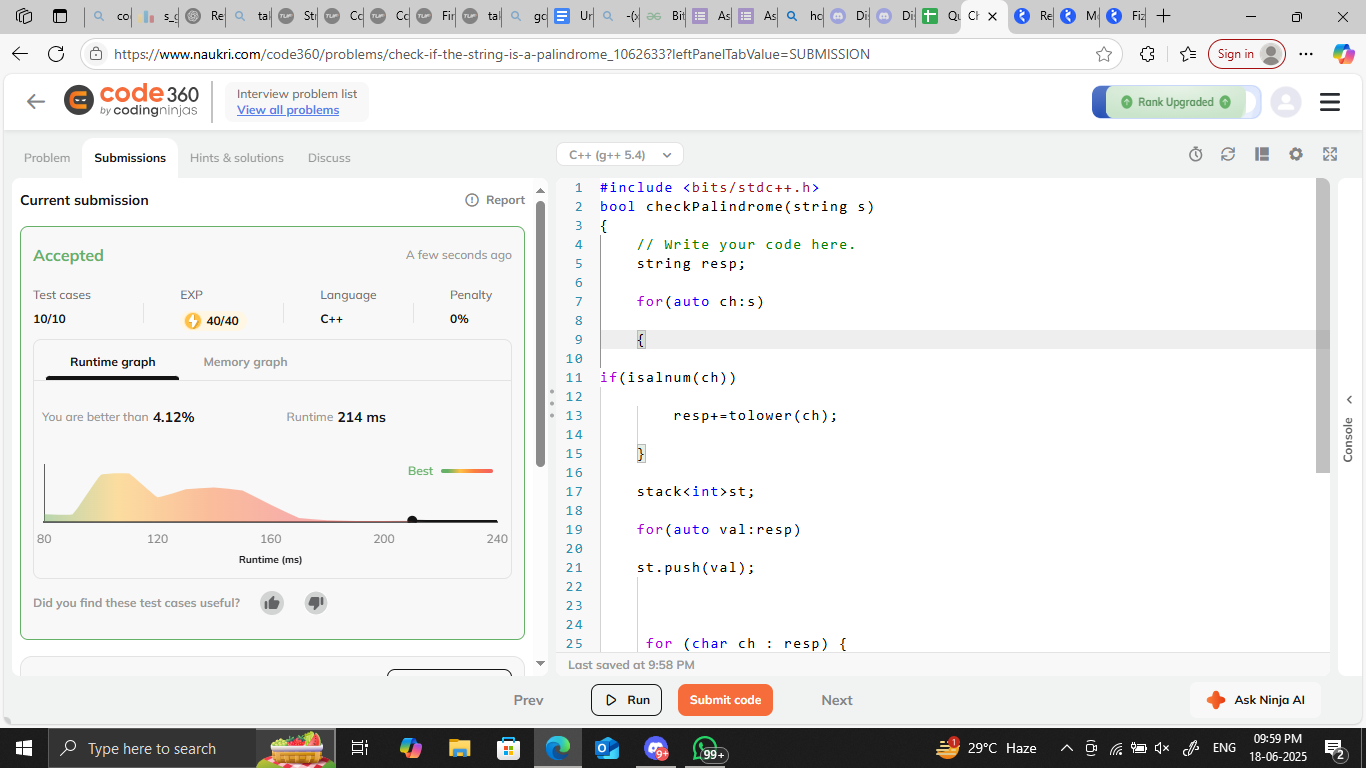 co
s_g
Re
tal
Str
Co
Co
Fir
tal
gc
Ur
-(x
Bit
As
As
hc
Di
Di
Qu
Ch
Re
Me
Fiz
https://www.naukri.com/code360/problems/check-if-the-string-is-a-palindrome_1062633?leftPanelTabValue=SUBMISSION
Sign in
code 360
by codingninjas
Interview problem list
View all problems
Rank Upgraded
Problem
Submissions
Hints & solutions
Discuss
C++ (g++ 5.4)
Current submission
Report
Accepted
A few seconds ago
Test cases
EXP
Language
Penalty
10/10
40/40
C++
0%
Runtime graph
Memory graph
You are better than 4.12%
Runtime 214 ms
Best
80 120 160 200 240
Runtime (ms)
Did you find these test cases useful?
1 #include <bits/stdc++.h>
2 bool checkPalindrome(string s)
3 {
4 // Write your code here.
5 string resp;
6
7 for(auto ch:s)
8
9 {
10
11 if(isalnum(ch))
12
13 resp+=tolower(ch);
14
15 }
16
17 stack<int>st;
18
19 for(auto val:resp)
20
21 st.push(val);
22
23
24
25 for (char ch : resp) {
Console
Last saved at 9:58 PM
Prev
Run
Submit code
Next
Ask Ninja AI
Type here to search
9+
99+
1
29°C Haze
ENG
09:59 PM
18-06-2025
2